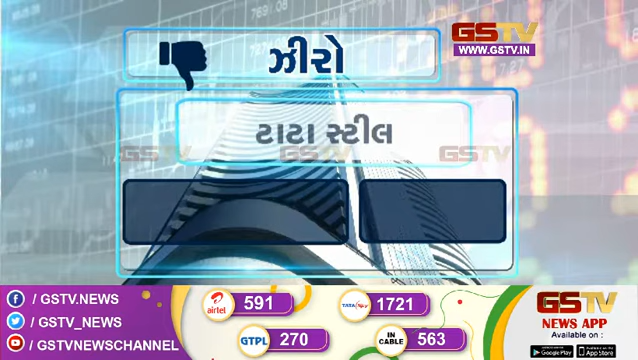 GSTV
WWW.GSTV.IN
ઝીરો
ટાટા સ્ટીલ
GSTV GSTV GSTV
/ GSTV.NEWS
/ GSTV_NEWS
/ GSTVNEWSCHANNEL
airtel 591
TATA sky 1721
GTPL 270
IN CABLE 563
GSTV
NEWS APP
Available on :
Google Play
App Store